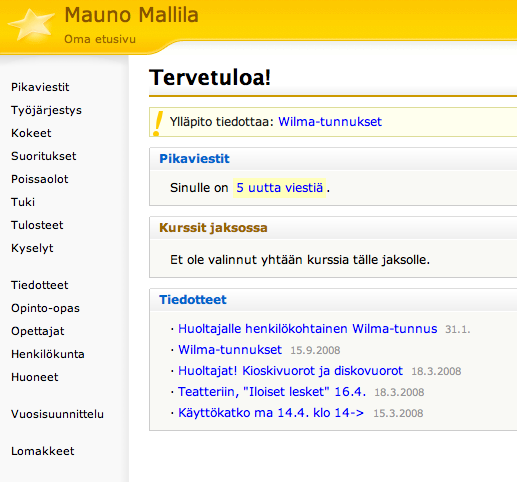 Mauno Mallila
Oma etusivu
Pikaviestit
Työjärjestys
Kokeet
Suoritukset
Poissaolot
Tuki
Tulosteet
Kyselyt
Tiedotteet
Opinto-opas
Opettajat
Henkilökunta
Huoneet
Vuosisuunnittelu
Lomakkeet
Tervetuloa!
! Ylläpito tiedottaa: Wilma-tunnukset
Pikaviestit
Sinulle on 5 uutta viestiä.
Kurssit jaksossa
Et ole valinnut yhtään kurssia tälle jaksolle.
Tiedotteet
· Huoltajalle henkilökohtainen Wilma-tunnus 31.1.
· Wilma-tunnukset 15.9.2008
· Huoltajat! Kioskivuorot ja diskovuorot 18.3.2008
· Teatteriin, "Iloiset lesket" 16.4. 18.3.2008
· Käyttökatko ma 14.4. klo 14-> 15.3.2008